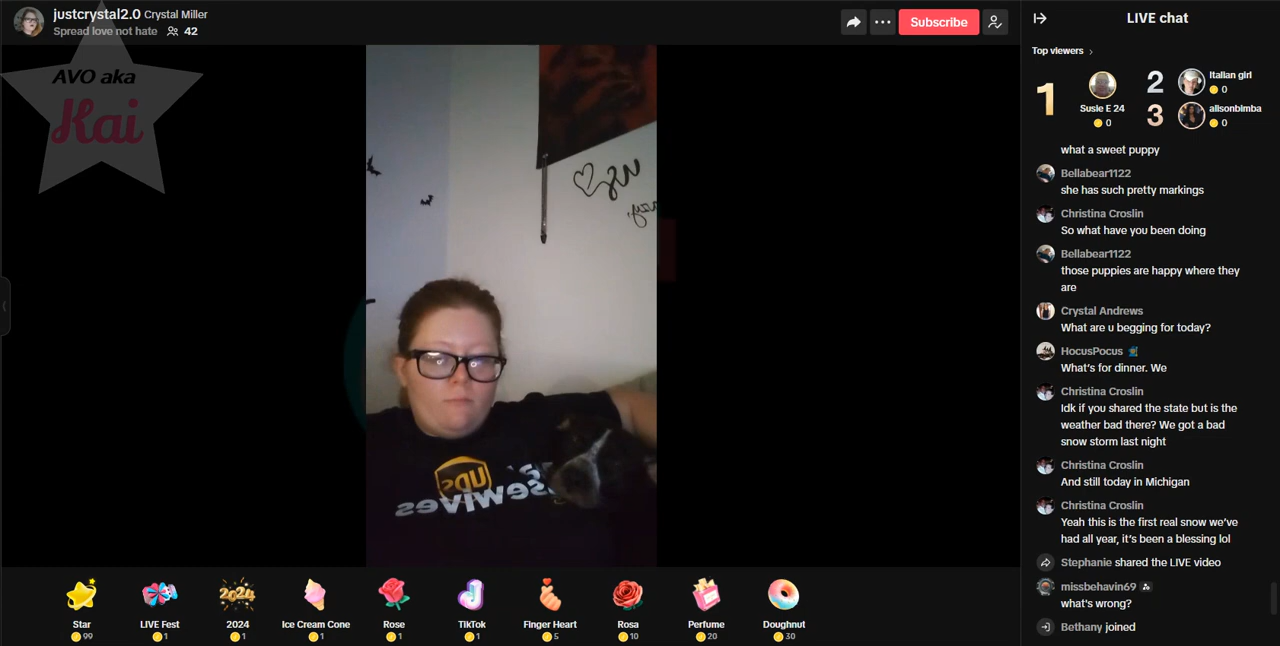 justcrystal2.0 Crystal Miller
Spread love not hate 42
Subscribe
LIVE chat
AVO aka
Kai
Top viewers
1
Susie E 24
0
2
Italian girl
0
3
alisonbimba
0
what a sweet puppy
Bellabear1122
she has such pretty markings
Christina Croslin
So what have you been doing
Bellabear1122
those puppies are happy where they
are
Crystal Andrews
What are u begging for today?
HocusPocus
What's for dinner. We
Christina Croslin
Idk if you shared the state but is the
weather bad there? We got a bad
snow storm last night
Christina Croslin
And still today in Michigan
Christina Croslin
Yeah this is the first real snow we've
had all year, it's been a blessing lol
Stephanie shared the LIVE video
missbehavin69
what's wrong?
Bethany joined
us
ups
sewives
2024
Star
99
LIVE Fest
1
2024
1
Ice Cream Cone
1
Rose
1
TikTok
1
Finger Heart
5
Rosa
10
Perfume
20
Doughnut
30